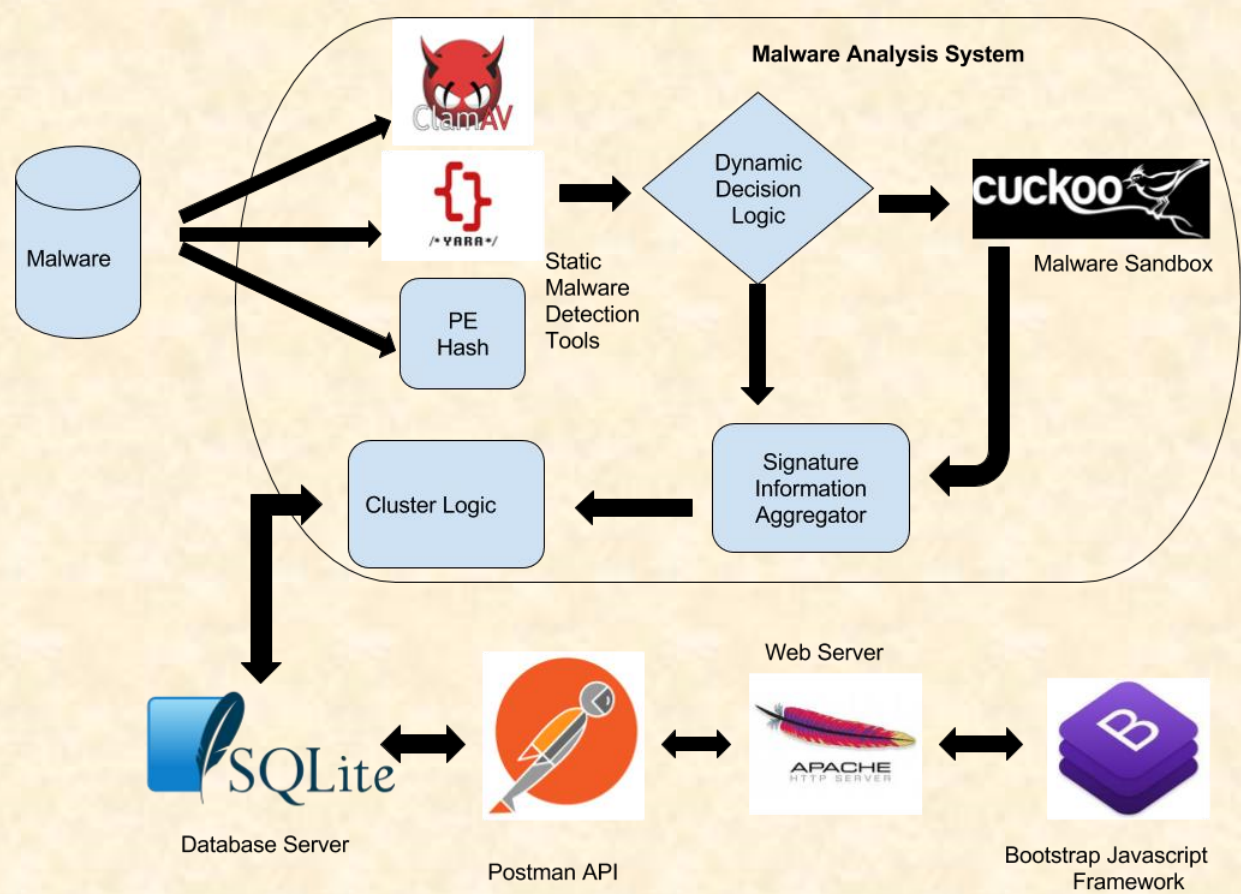 Malware Analysis System
ClamAV
Malware
/*YARA*/
Static
Malware
Detection
Tools
PE
Hash
Dynamic
Decision
Logic
cuckoo
Malware Sandbox
Cluster Logic
Signature
Information
Aggregator
SQLite
Database Server
Postman API
Web Server
APACHE
HTTP SERVER
B
Bootstrap Javascript
Framework